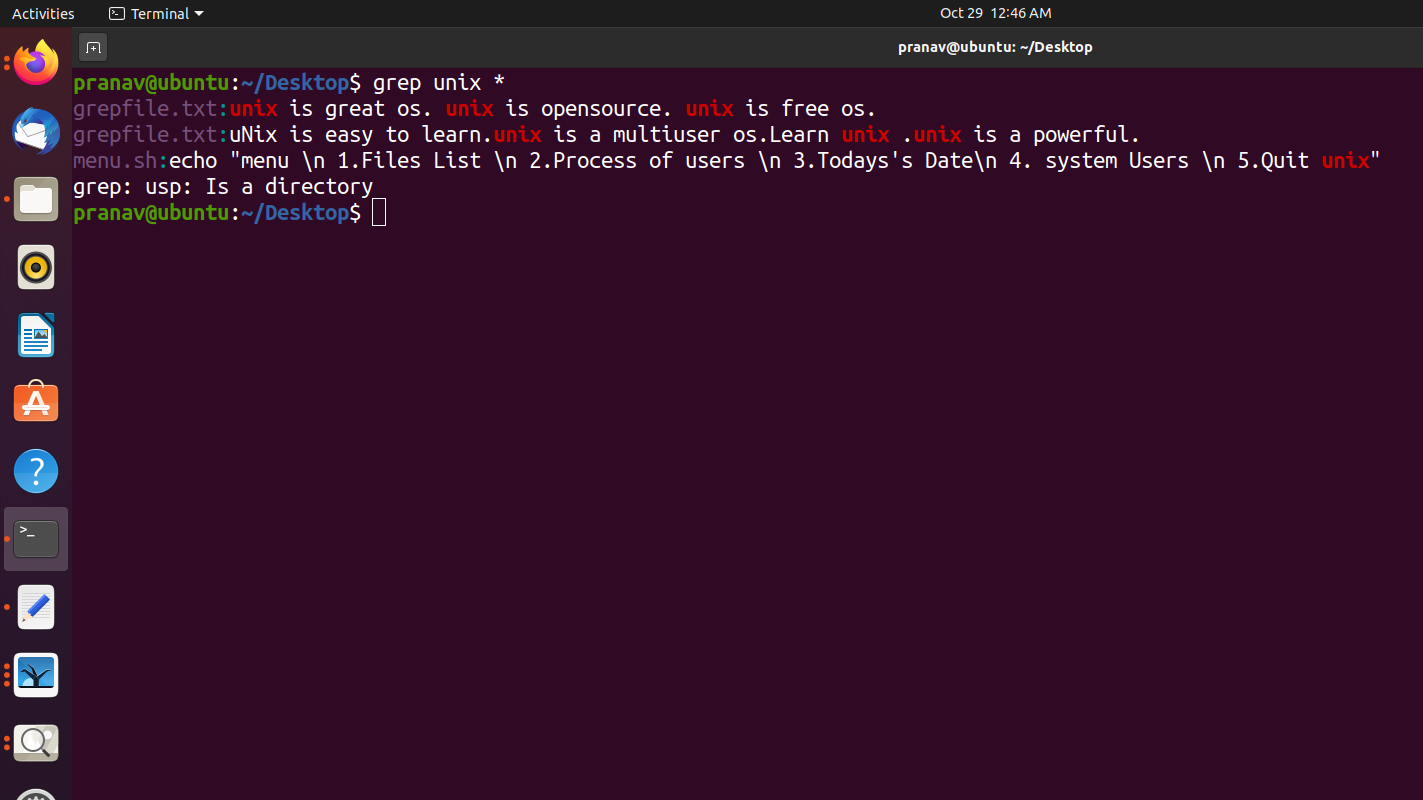 Activities Terminal Oct 29 12:46 AM
pranav@ubuntu: ~/Desktop
pranav@ubuntu:~/Desktop$ grep unix *
grepfile.txt:unix is great os. unix is opensource. unix is free os.
grepfile.txt:uNix is easy to learn.unix is a multiuser os.Learn unix .unix is a powerful.
menu.sh:echo "menu \n 1.Files List \n 2.Process of users \n 3.Todays's Date\n 4. system Users \n 5.Quit unix"
grep: usp: Is a directory
pranav@ubuntu:~/Desktop$